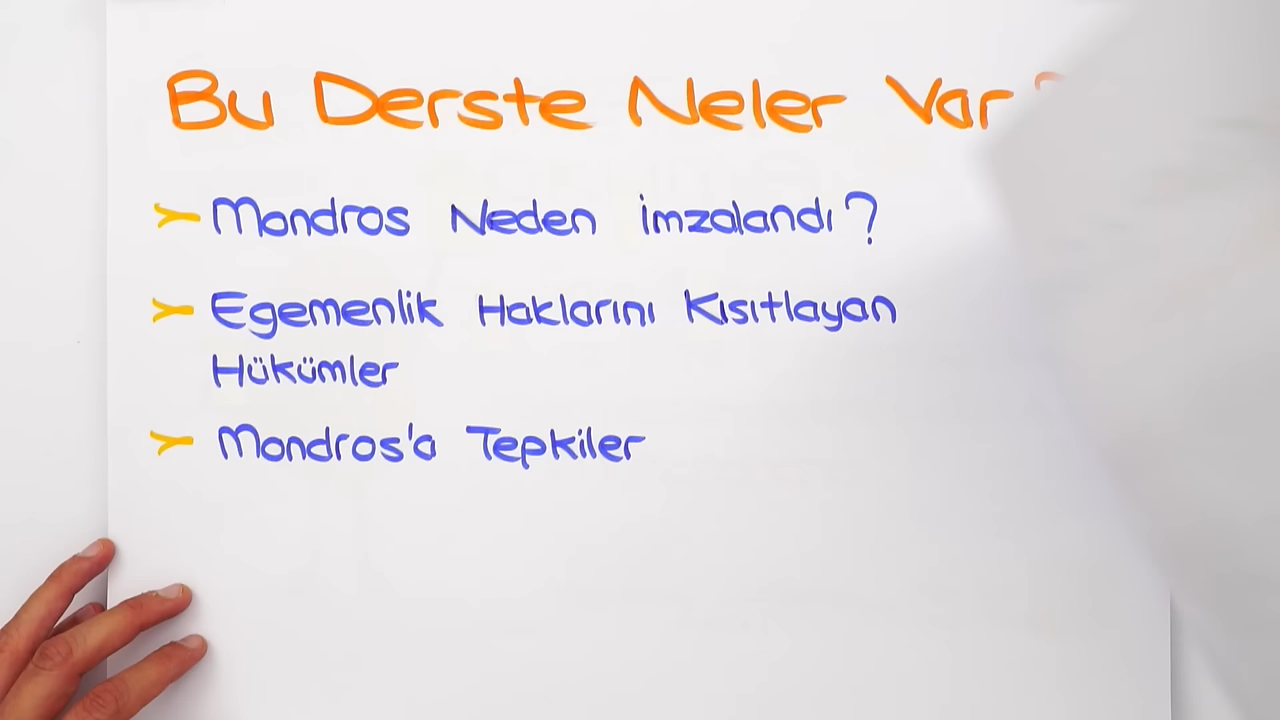 Bu Derste Neler Var
Mondros Neden İmzalandı?
Egemenlik Haklarını Kısıtlayan
Hükümler
Mondros'a Tepkiler